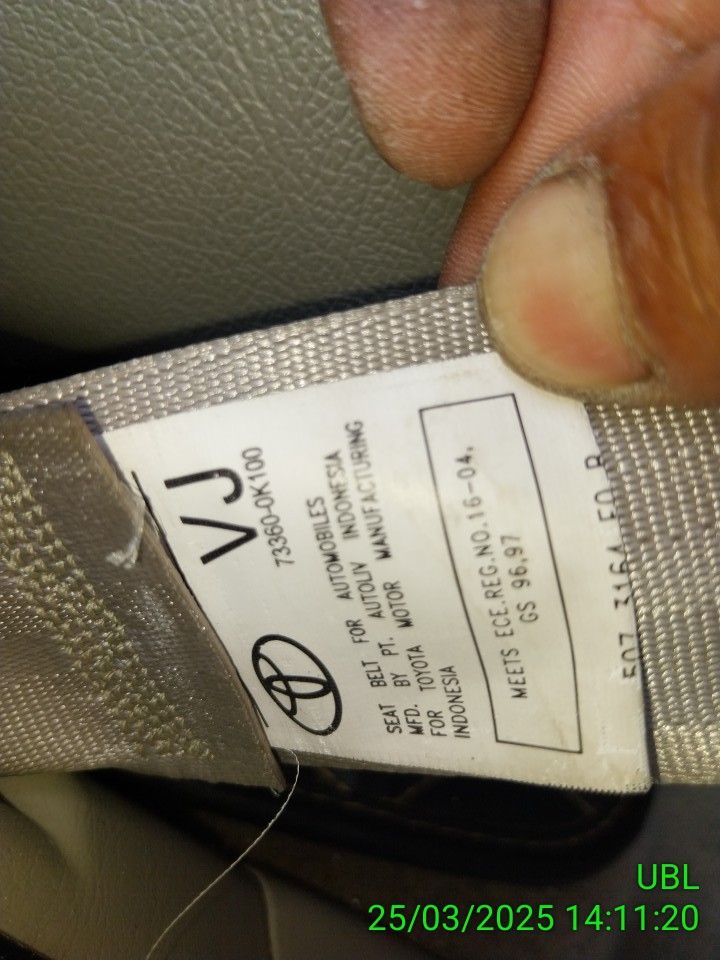 VJ
73360-0K100
SEAT BELT FOR AUTOMOBILES
MFD. BY PT. AUTOLIV INDONESIA
FOR TOYOTA MOTOR MANUFACTURING
INDONESIA
MEETS ECE.REG.NO.16-04,
GS 96,97
UBL
25/03/2025 14:11:20